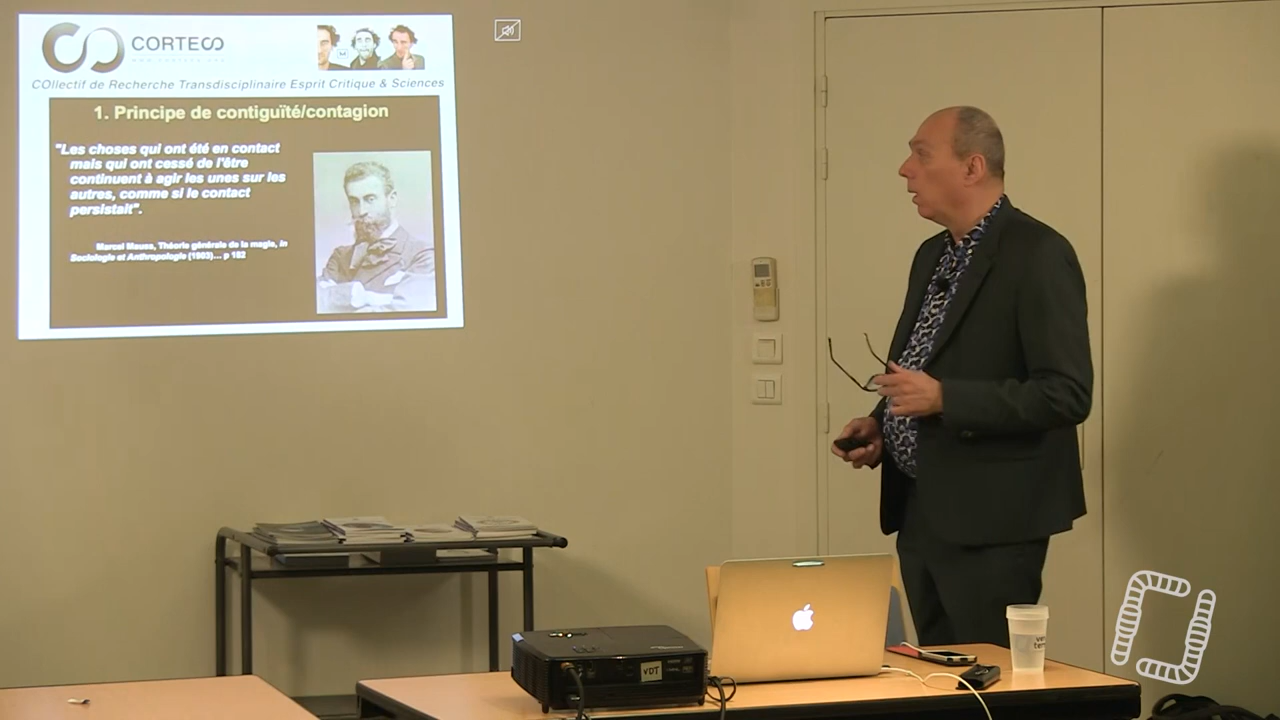 CORTECS
COllectif de Recherche Transdisciplinaire Esprit Critique & Sciences
1. Principe de contiguïté/contagion
"Les choses qui ont été en contact
mais qui ont cessé de l'être
continuent à agir les unes sur les
autres, comme si le contact
persistait".
Marcel Mauss, Théorie générale de la magie, in
Sociologie et Anthropologie (1903)... p 182
VDT